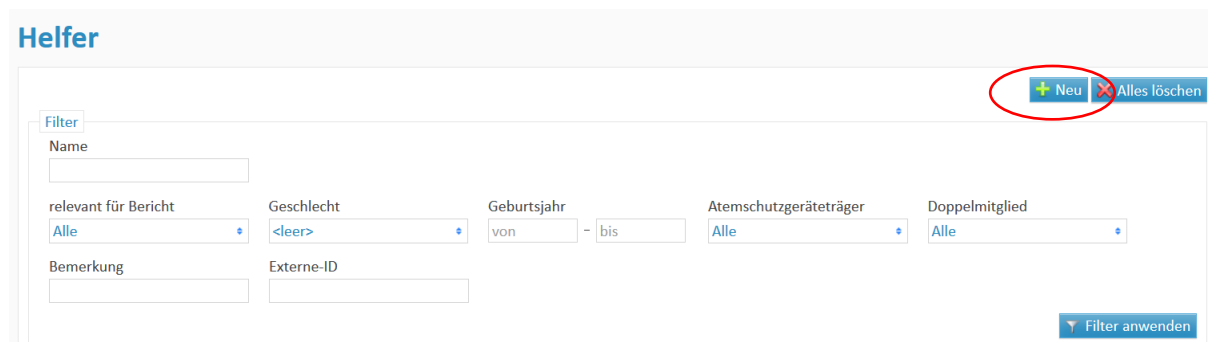 Helfer
Neu Alles löschen
Filter
Name
relevant für Bericht Geschlecht Geburtsjahr Atemschutzgeräteträger Doppelmitglied
Alle <leer> von - bis Alle Alle
Bemerkung Externe-ID
Filter anwenden